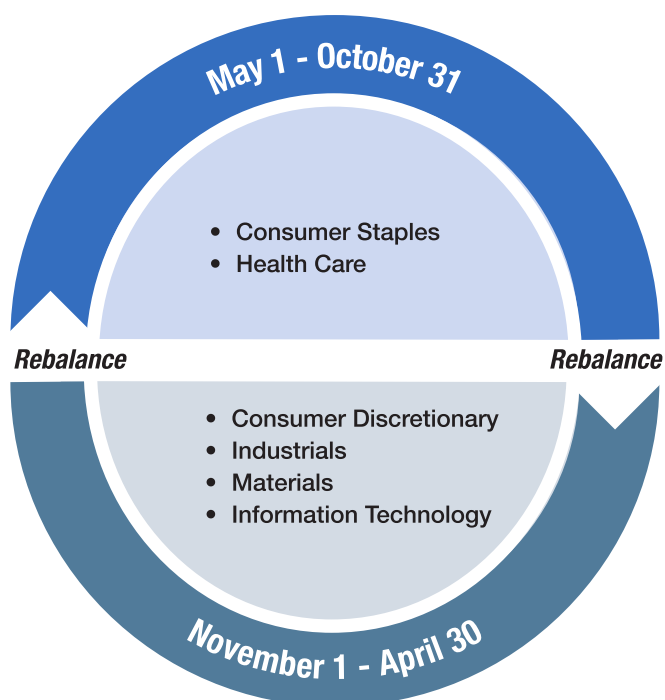 May 1 - October 31
• Consumer Staples
• Health Care
Rebalance
Rebalance
• Consumer Discretionary
• Industrials
• Materials
• Information Technology
November 1 - April 30